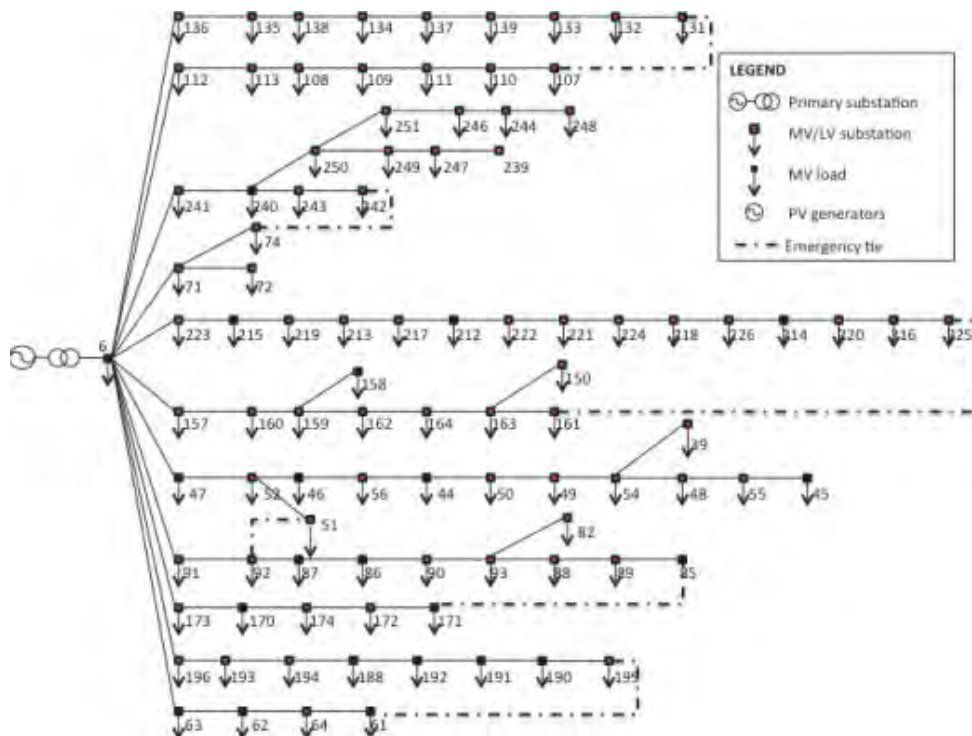 136 135 138 134 137 139 133 132 131
112 113 108 109 111 110 107
LEGEND
Primary substation
MV/LV substation
MV load
PV generators
Emergency tie
251 246 244 248
250 249 247 239
241 240 243 242
74
71 72
223 215 219 213 217 212 222 221 224 218 226 214 220 216 225
6
158 150
157 160 159 162 164 163 161
39
47 52 46 56 44 50 49 54 48 55 45
51 82
91 92 87 86 90 93 88 89 85
173 170 174 172 171
196 193 194 188 192 191 190 195
63 62 64 61